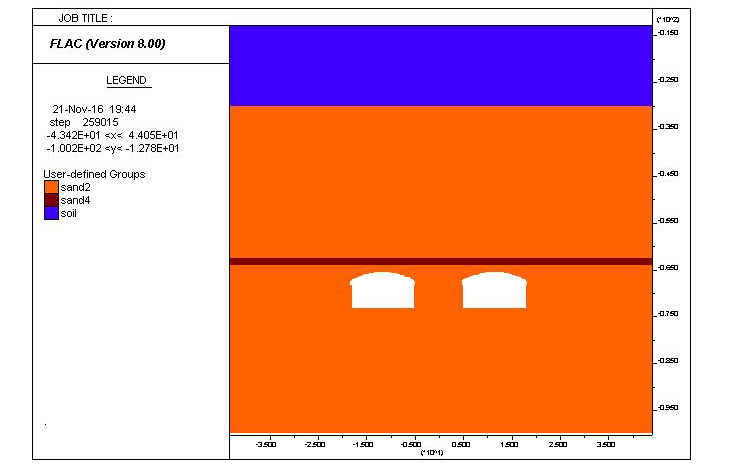 JOB TITLE :
FLAC (Version 8.00)
LEGEND
21-Nov-16 19:44
step 259015
-4.342E+01 <x< 4.405E+01
-1.002E+02 <y< -1.278E+01
User-defined Groups
sand2
sand4
soil
(*10^2)
-0.150
-0.250
-0.350
-0.450
-0.550
-0.650
-0.750
-0.850
-0.950
-3.500 -2.500 -1.500 -0.500 0.500 1.500 2.500 3.500
(*10^1)